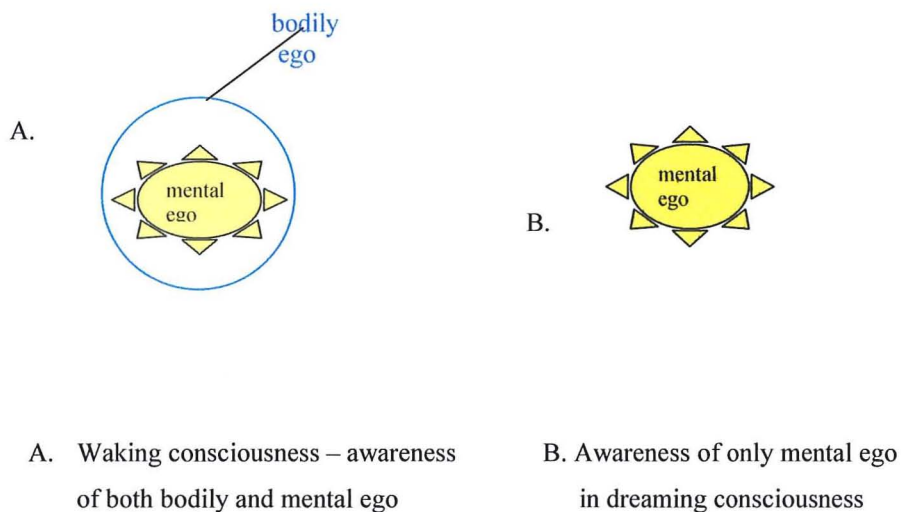 bodily
ego
A.
mental
ego
mental
ego
B.
A. Waking consciousness – awareness
of both bodily and mental ego
B. Awareness of only mental ego
in dreaming consciousness